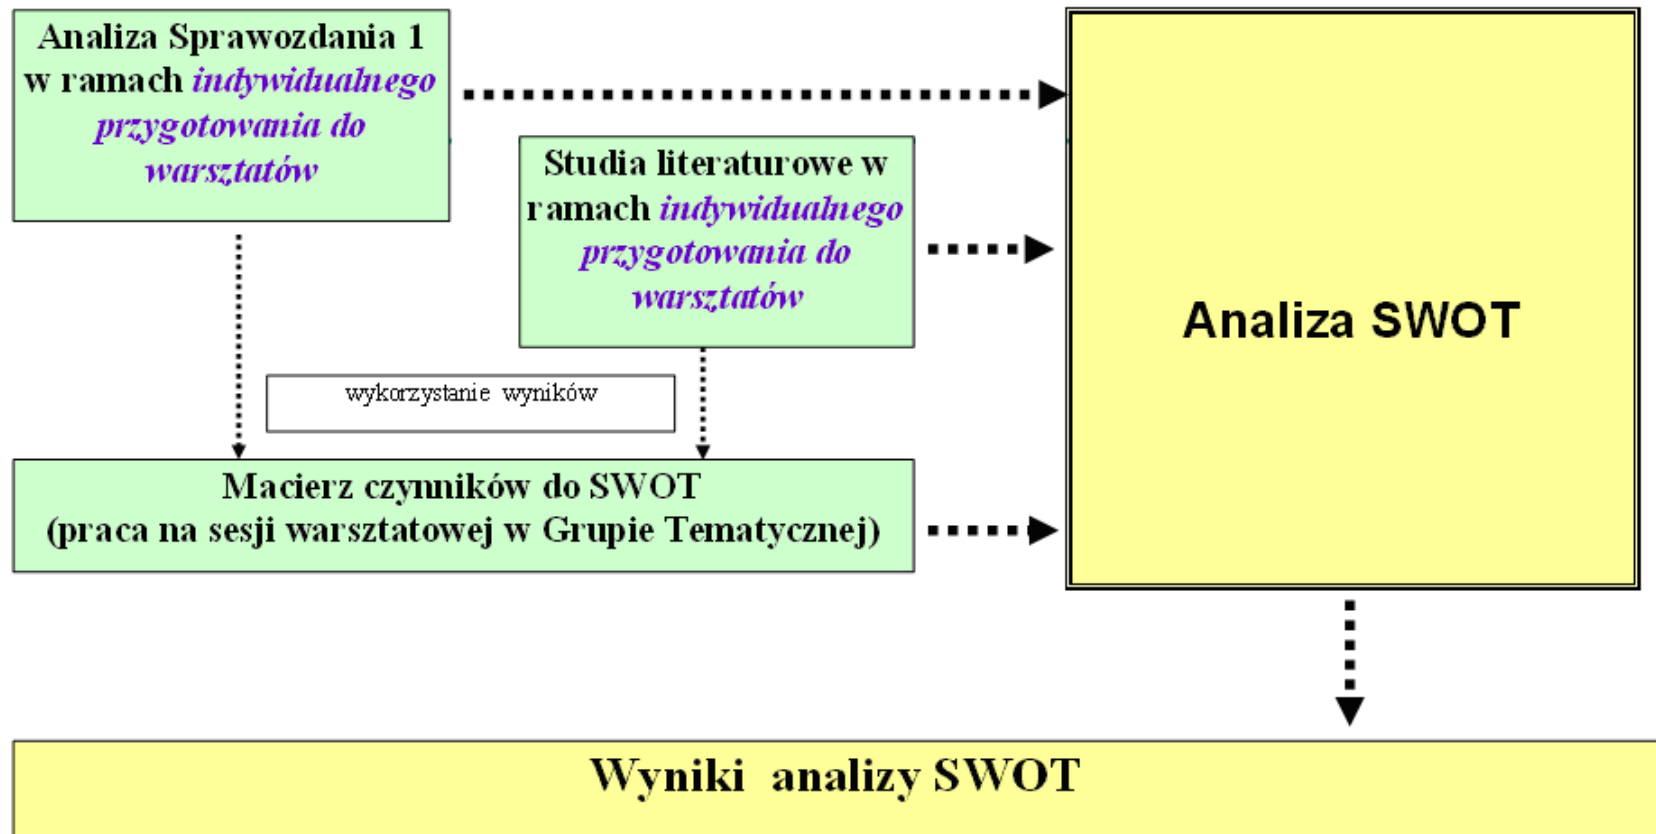 Analiza Sprawozdania 1
w ramach indywidualnego
przygotowania do
warsztatów
Studia literaturowe w
ramach indywidualnego
przygotowania do
warsztatów
Analiza SWOT
wykorzystanie wyników
Macierz czynników do SWOT
(praca na sesji warsztatowej w Grupie Tematycznej)
Wyniki analizy SWOT